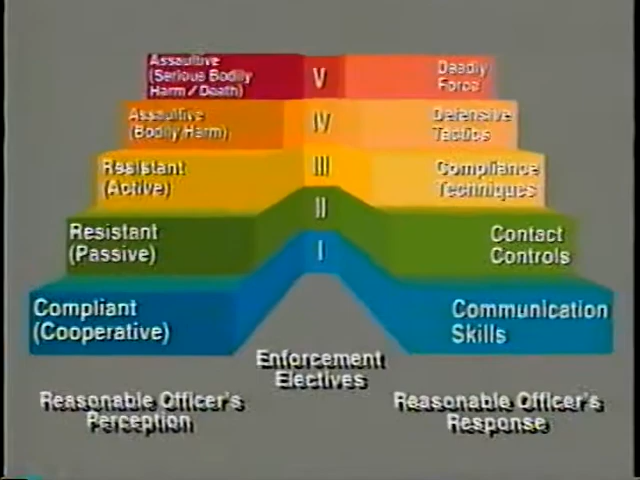 Assaultive
(Serious Bodily
Harm / Death)
V
Deadly
Force
Assaultive
(Bodily Harm)
IV
Defensive
Tactics
Resistant
(Active)
III
Compliance
Techniques
Resistant
(Passive)
II
Contact
Controls
Compliant
(Cooperative)
I
Communication
Skills
Enforcement
Electives
Reasonable Officer's
Perception
Reasonable Officer's
Response